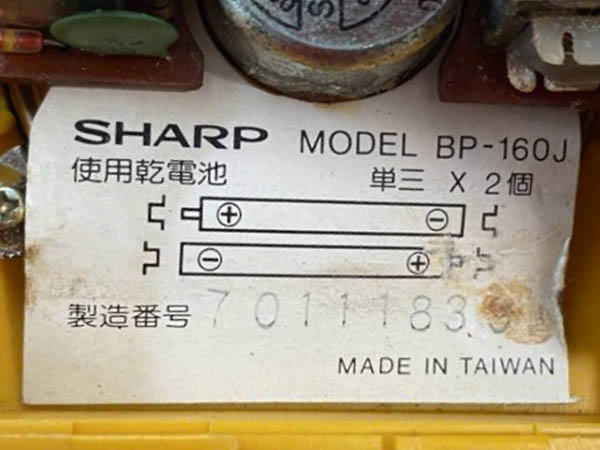 SHARP MODEL BP-160J
使用乾電池 単三 X 2個
⊕ ⊖
⊖ ⊕
製造番号 7011183
MADE IN TAIWAN